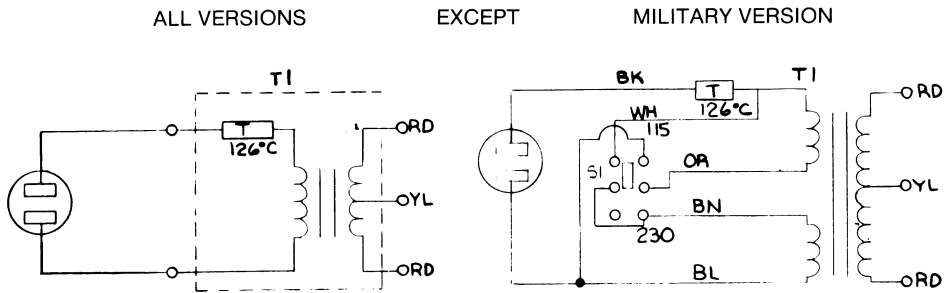 ALL VERSIONS EXCEPT MILITARY VERSION
T1
T
126°C
RD
YL
RD
BK
T
126°C
T1
WH
115
S1
OR
BN
230
BL
RD
YL
RD